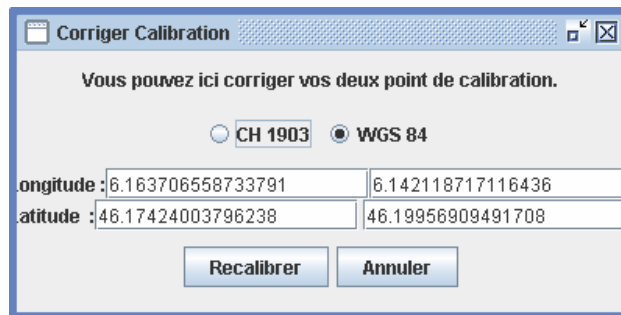 Corriger Calibration
Vous pouvez ici corriger vos deux point de calibration.
CH 1903 WGS 84
ongitude : 6.163706558733791 6.142118717116436
atitude : 46.17424003796238 46.19956909491708
Recalibrer Annuler